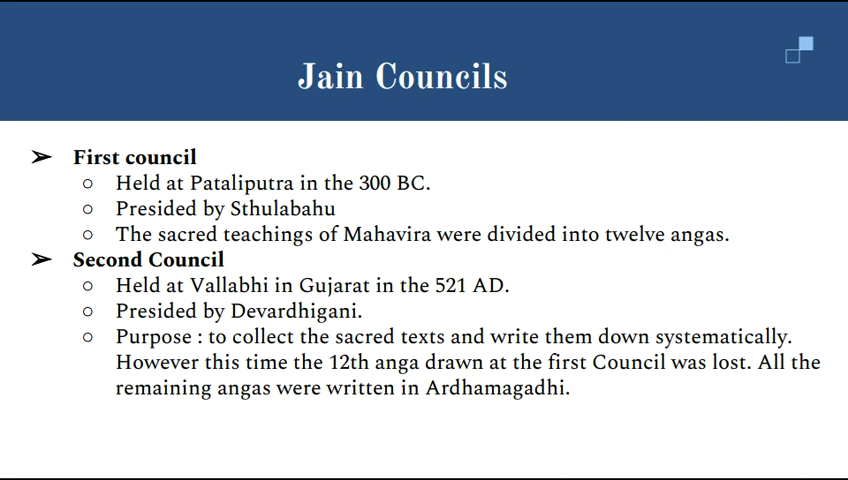 Jain Councils
➢ First council
○ Held at Pataliputra in the 300 BC.
○ Presided by Sthulabahu
○ The sacred teachings of Mahavira were divided into twelve angas.
➢ Second Council
○ Held at Vallabhi in Gujarat in the 521 AD.
○ Presided by Devardhigani.
○ Purpose : to collect the sacred texts and write them down systematically.
However this time the 12th anga drawn at the first Council was lost. All the
remaining angas were written in Ardhamagadhi.